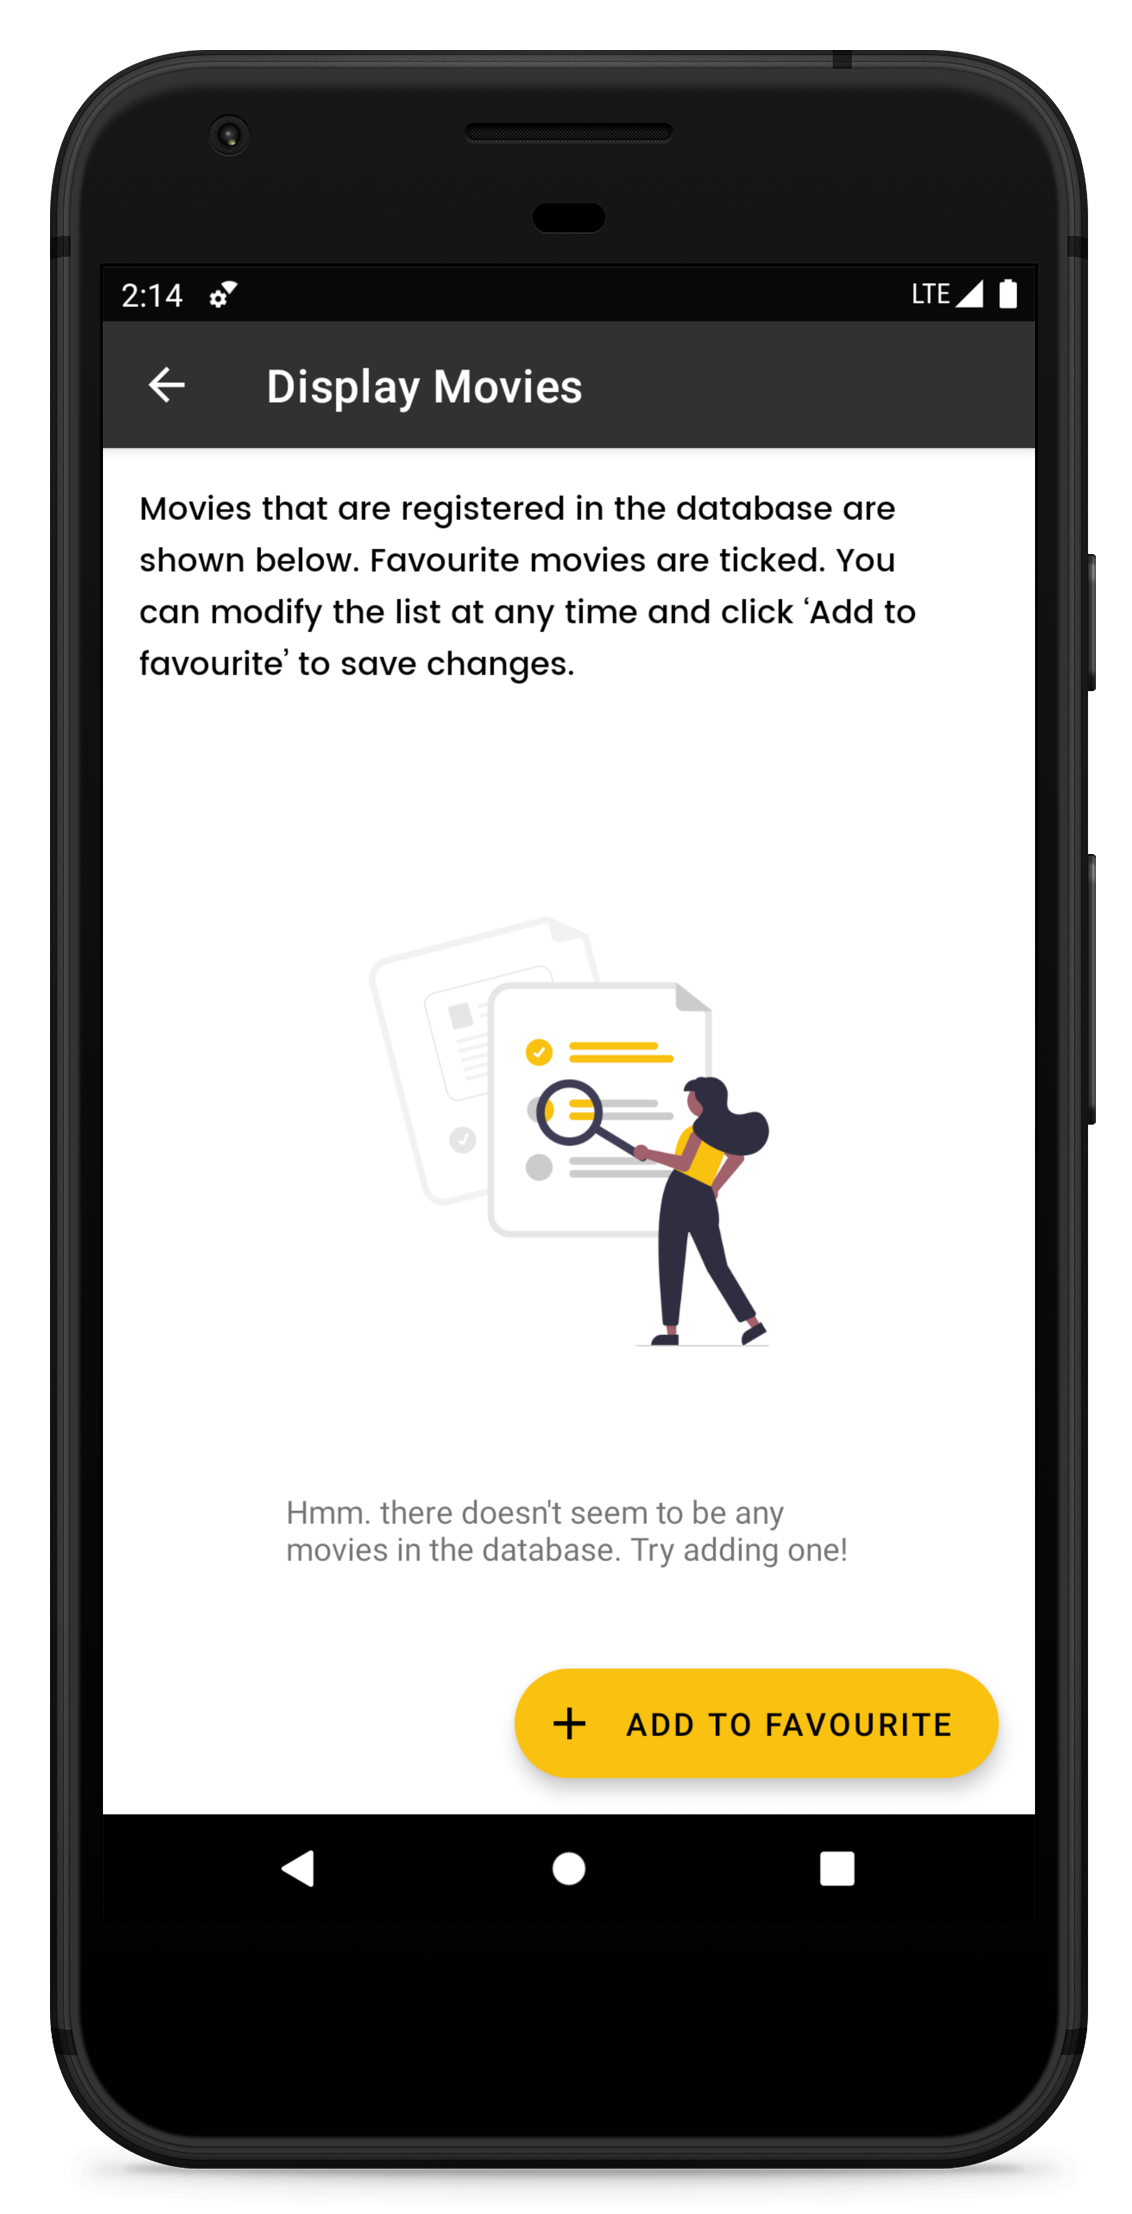 2:14
LTE
Display Movies
Movies that are registered in the database are
shown below. Favourite movies are ticked. You
can modify the list at any time and click ‘Add to
favourite’ to save changes.
Hmm. there doesn't seem to be any
movies in the database. Try adding one!
ADD TO FAVOURITE